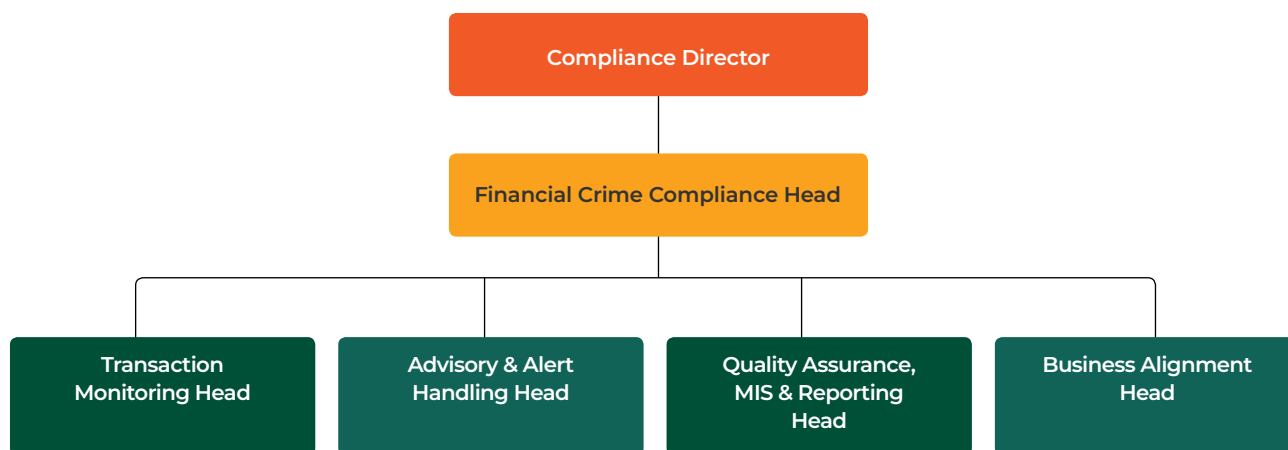 Compliance Director
Financial Crime Compliance Head
Transaction
Monitoring Head
Advisory & Alert
Handling Head
Quality Assurance,
MIS & Reporting
Head
Business Alignment
Head